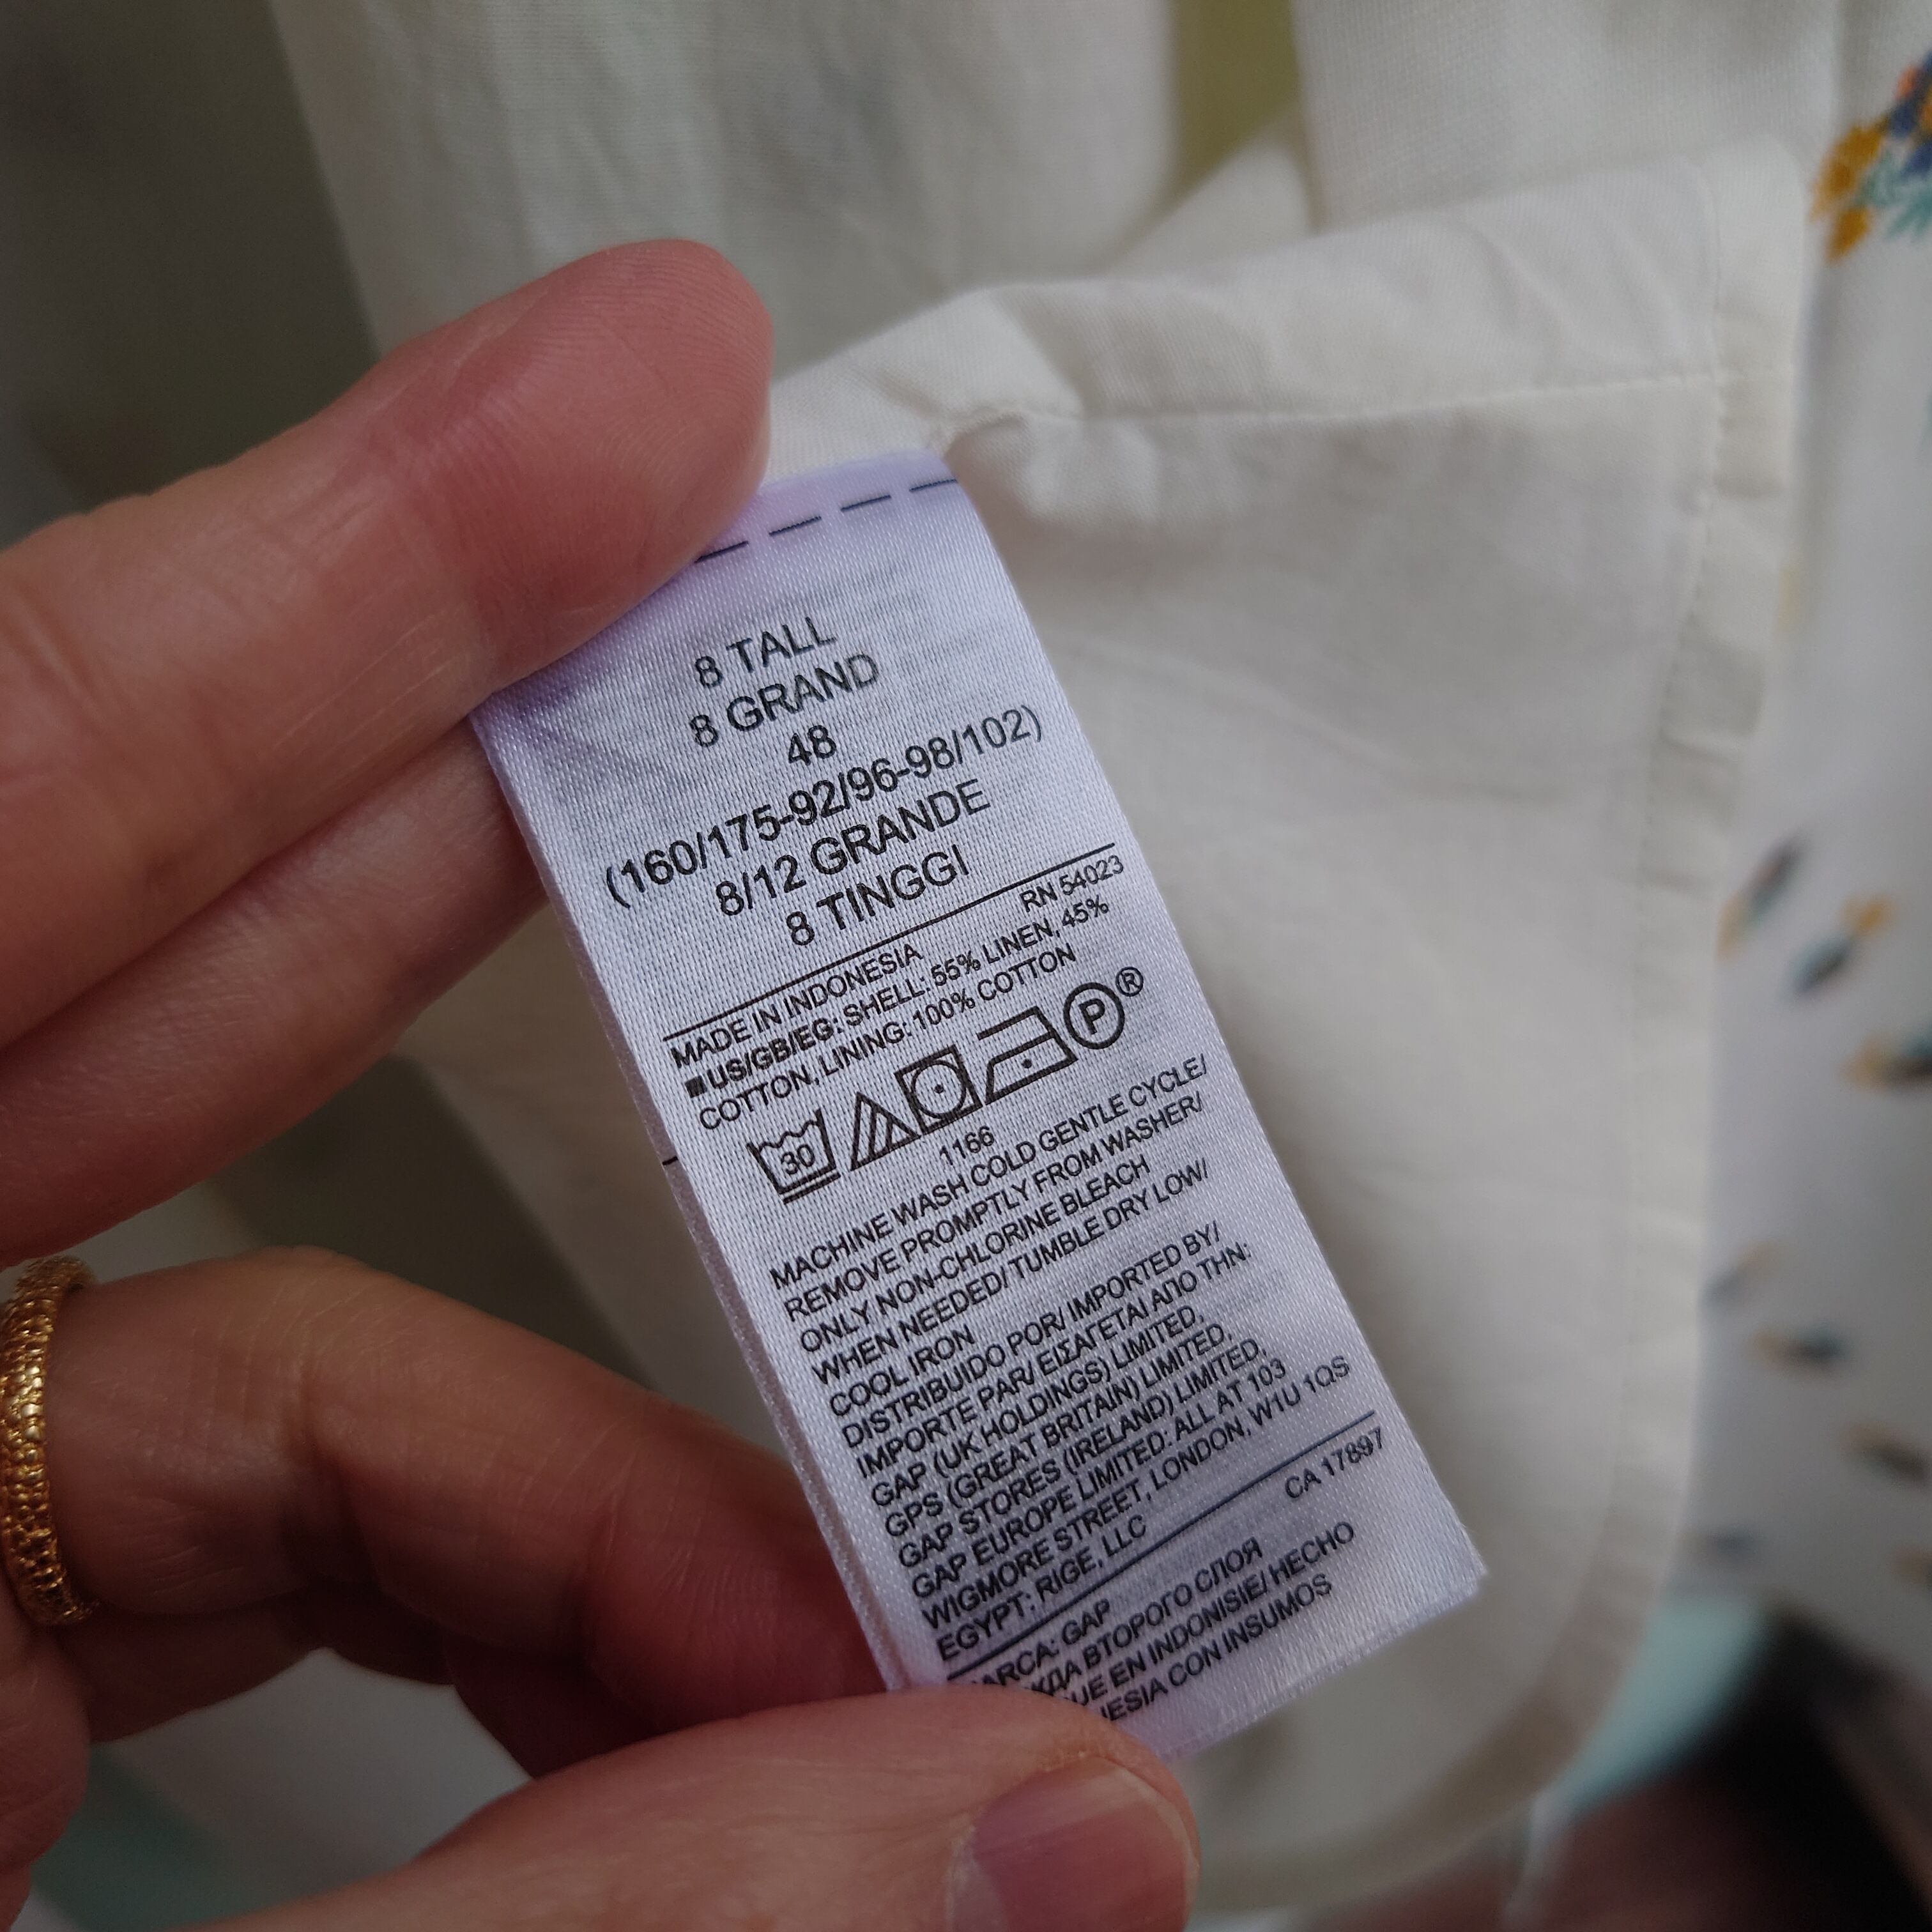 8 TALL
8 GRAND
48
(160/175-92/96-98/102)
8/12 GRANDE
8 TINGGI
RN 54023
MADE IN INDONESIA
■US/GB/EG: SHELL: 55% LINEN, 45%
COTTON, LINING: 100% COTTON
30 P®
1166
MACHINE WASH COLD GENTLE CYCLE/
REMOVE PROMPTLY FROM WASHER/
ONLY NON-CHLORINE BLEACH
WHEN NEEDED/ TUMBLE DRY LOW/
COOL IRON
DISTRIBUIDO POR/ IMPORTED BY/
IMPORTE PAR/ ΕΙΣΑΓΕΤΑΙ ΑΠΟ ΤΗΝ:
GAP (UK HOLDINGS) LIMITED,
GPS (GREAT BRITAIN) LIMITED,
GAP STORES (IRELAND) LIMITED,
GAP EUROPE LIMITED: ALL AT 103
WIGMORE STREET, LONDON, W1U 1QS
EGYPT: RIGE, LLC
CA 17897
ARCA: GAP
ЖДА ВТОРОГО СЛОЯ
UE EN INDONISIE/ HECHO
NESIA CON INSUMOS